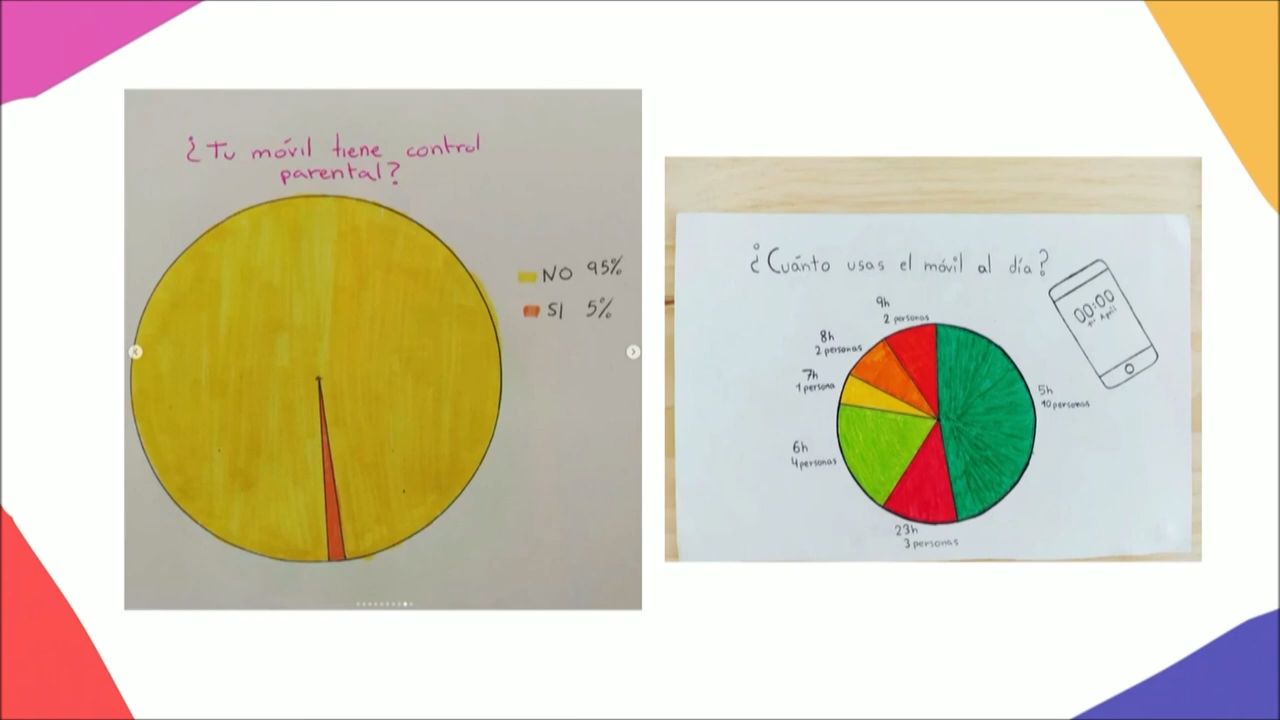 ¿Tu móvil tiene control
parental?
NO 95%
SI 5%
¿Cuánto usas el móvil al día?
00:00
April
9h
2 personas
8h
2 personas
7h
1 persona
5h
10 personas
6h
4 personas
23h
3 personas